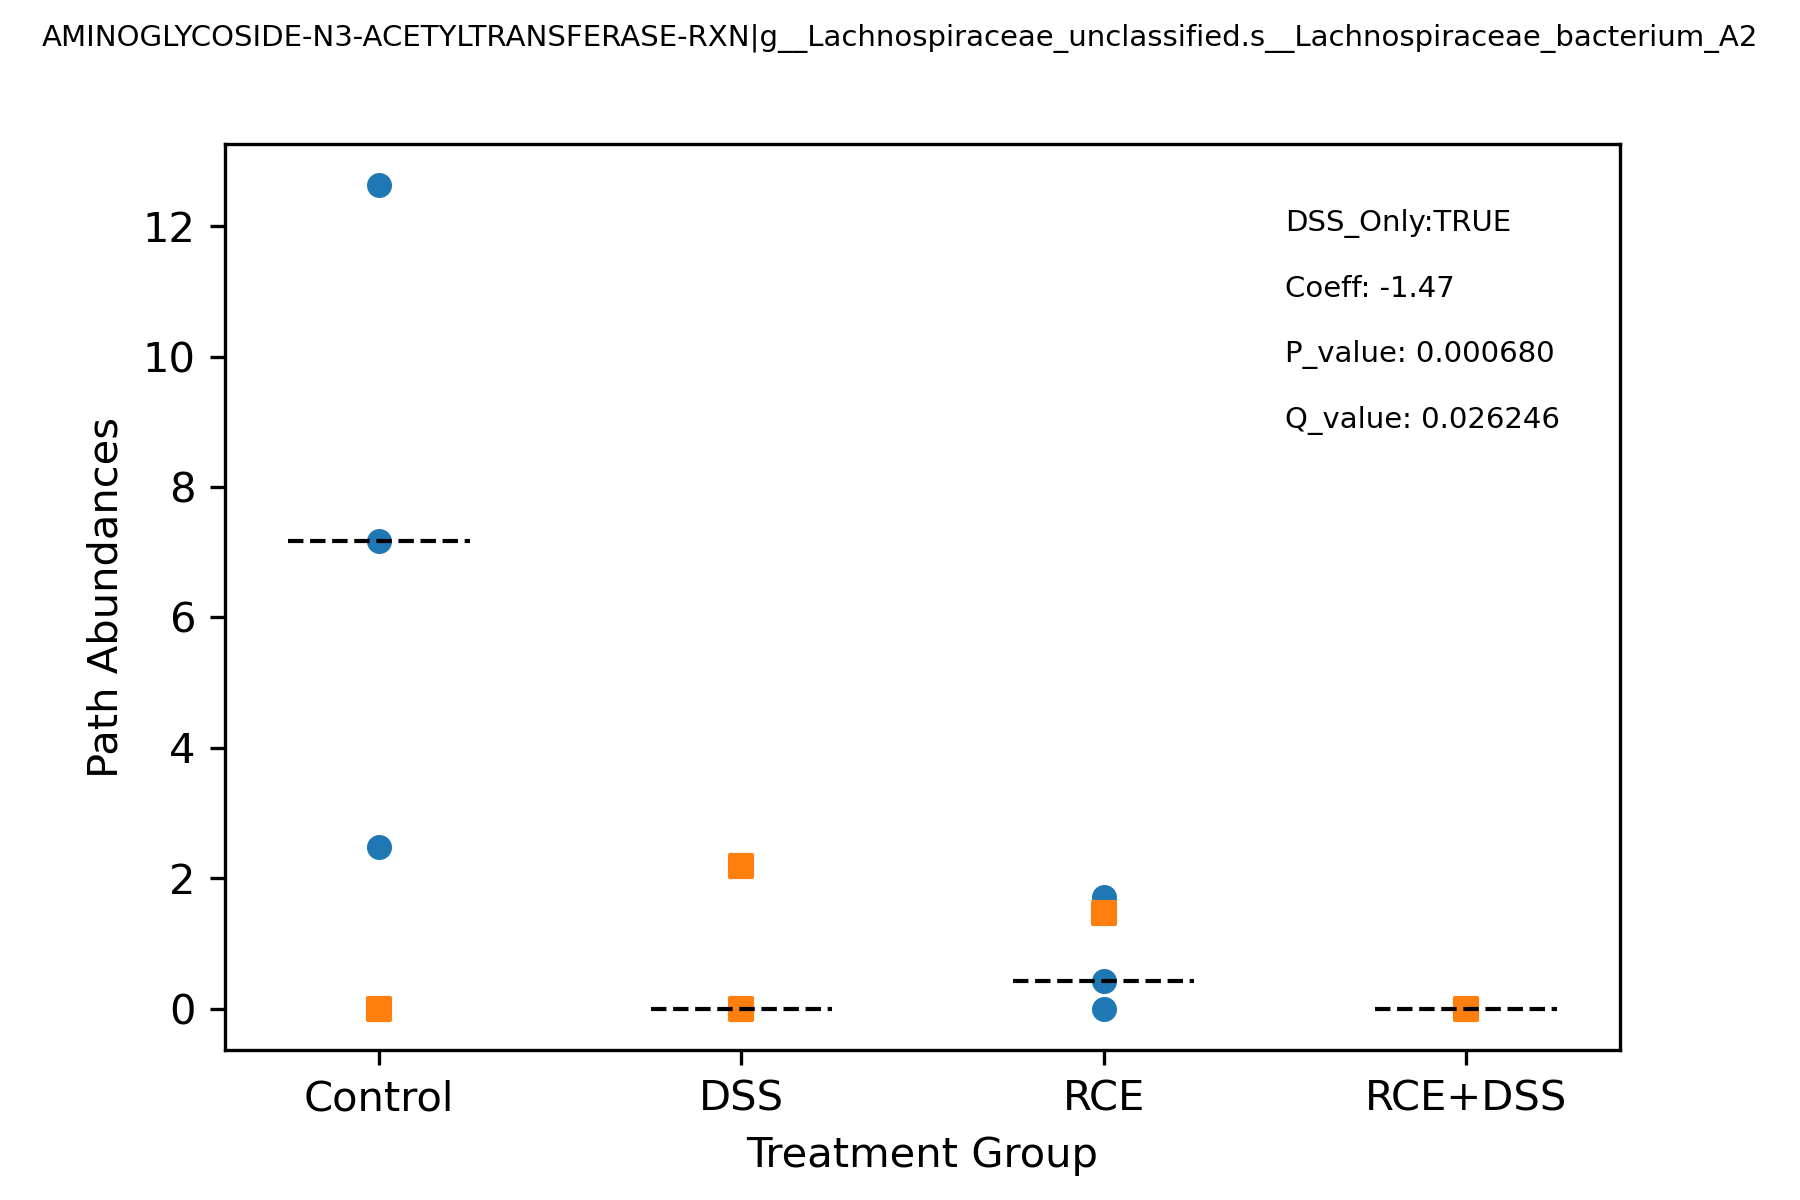 AMINOGLYCOSIDE-N3-ACETYLTRANSFERASE-RXN|g__Lachnospiraceae_unclassified.s__Lachnospiraceae_bacterium_A2
DSS_Only:TRUE
Coeff: -1.47
P_value: 0.000680
Q_value: 0.026246
Path Abundances
12
10
8
6
4
2
0
Control DSS RCE RCE+DSS
Treatment Group